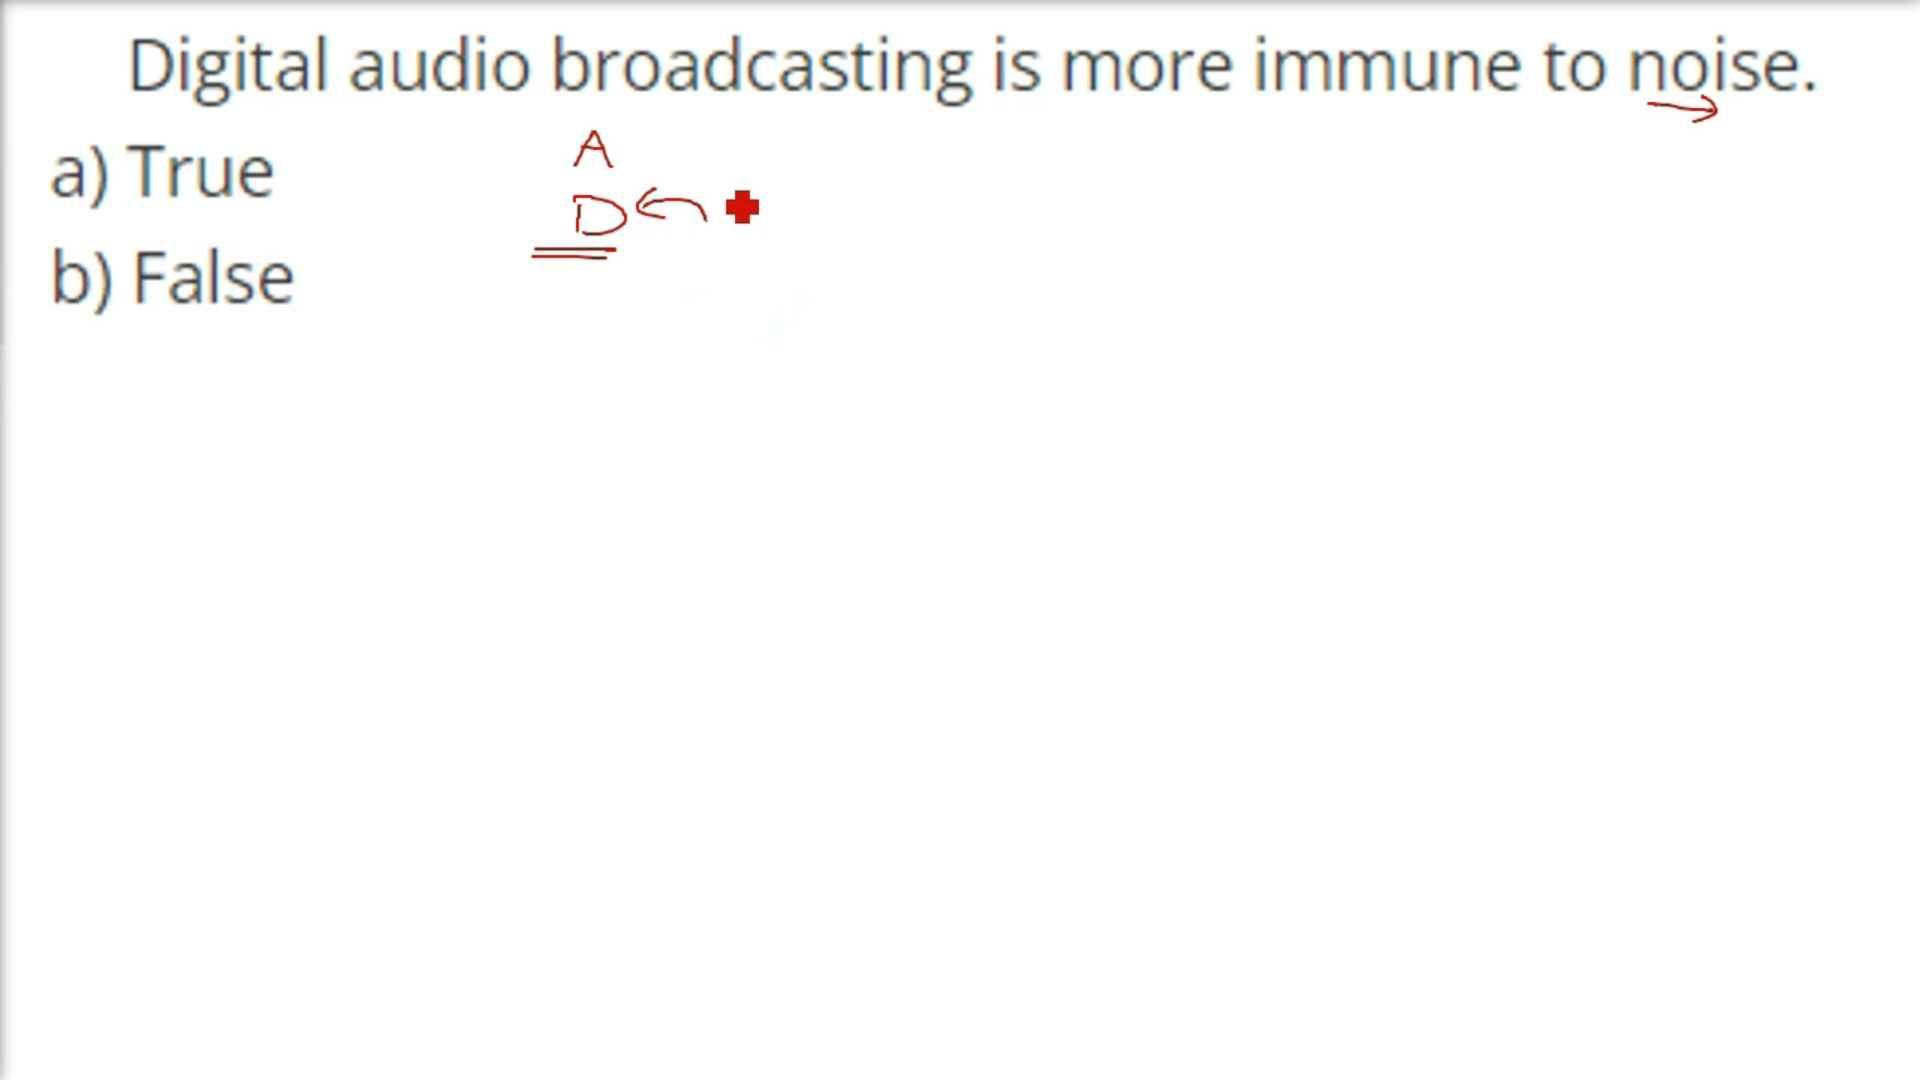 Digital audio broadcasting is more immune to noise.
a) True
A
D
b) False